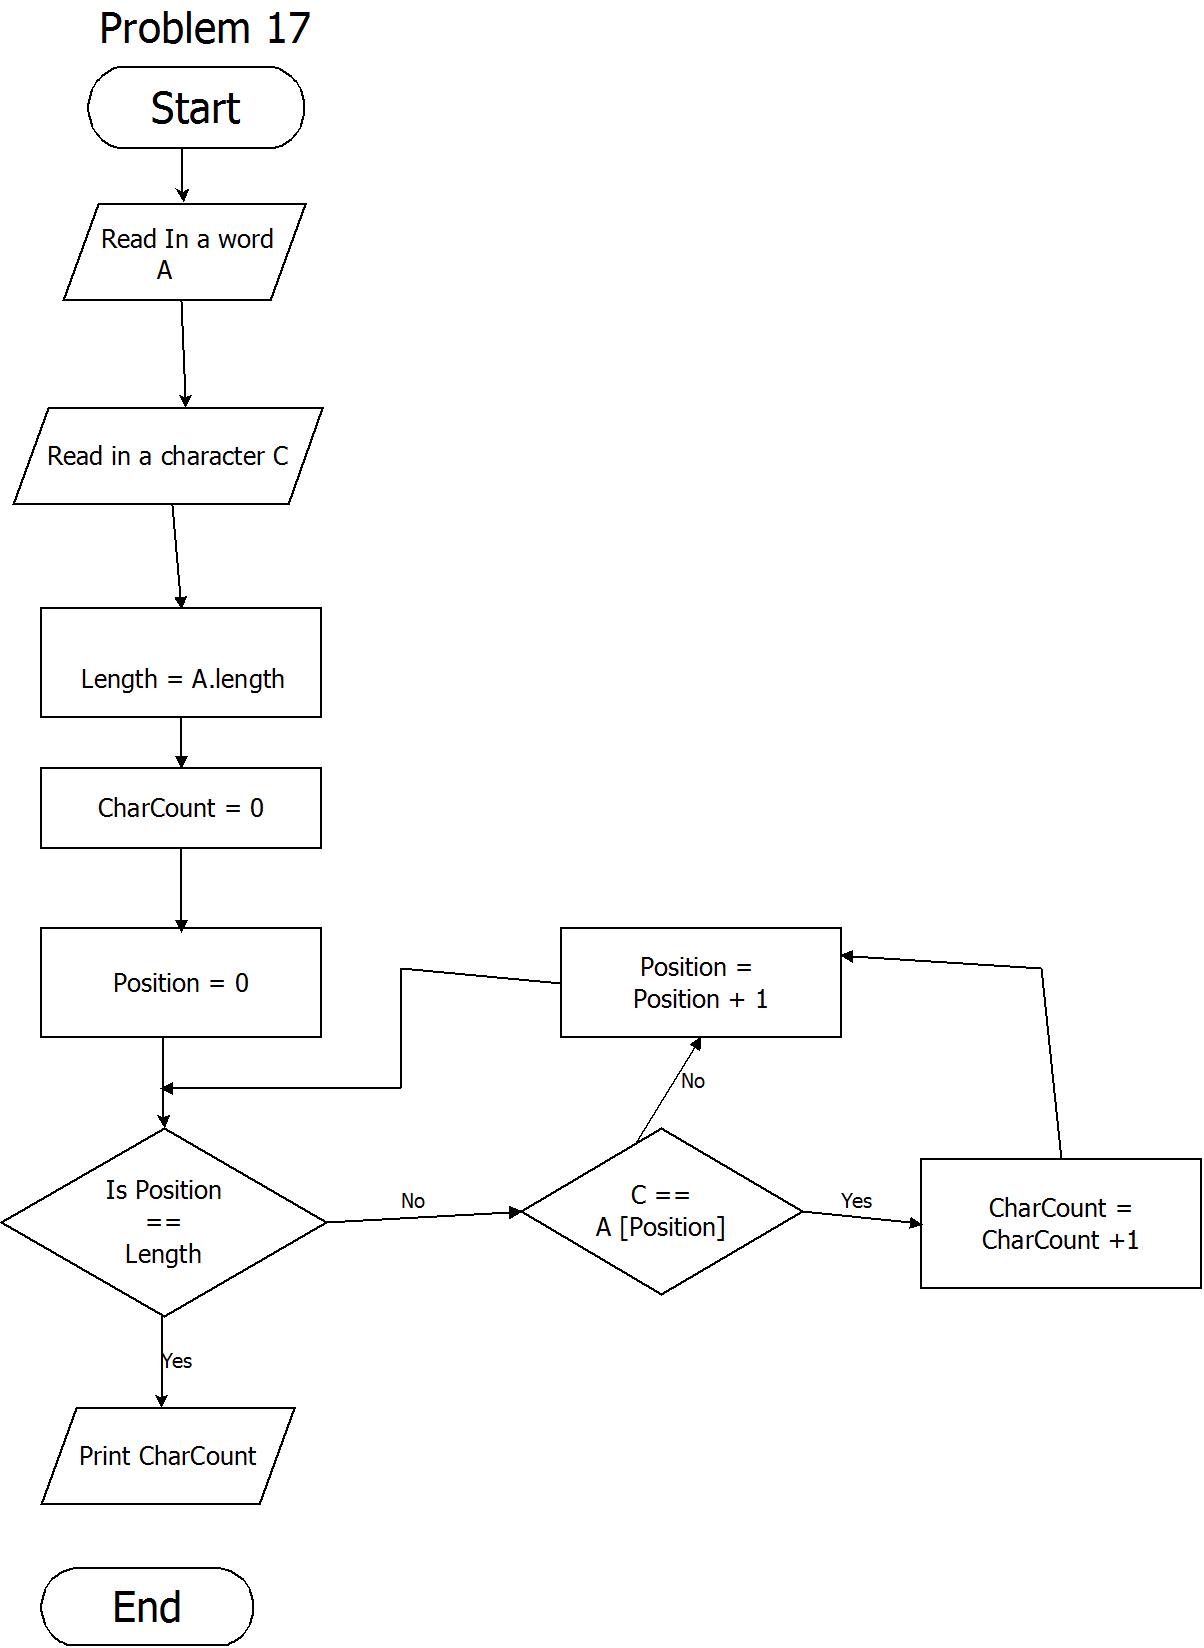 Problem 17
Start
Read In a word
A
Read in a character C
Length = A.length
CharCount = 0
Position = 0
Position =
Position + 1
No
Is Position
==
Length
No
C ==
A [Position]
Yes
CharCount =
CharCount +1
Yes
Print CharCount
End